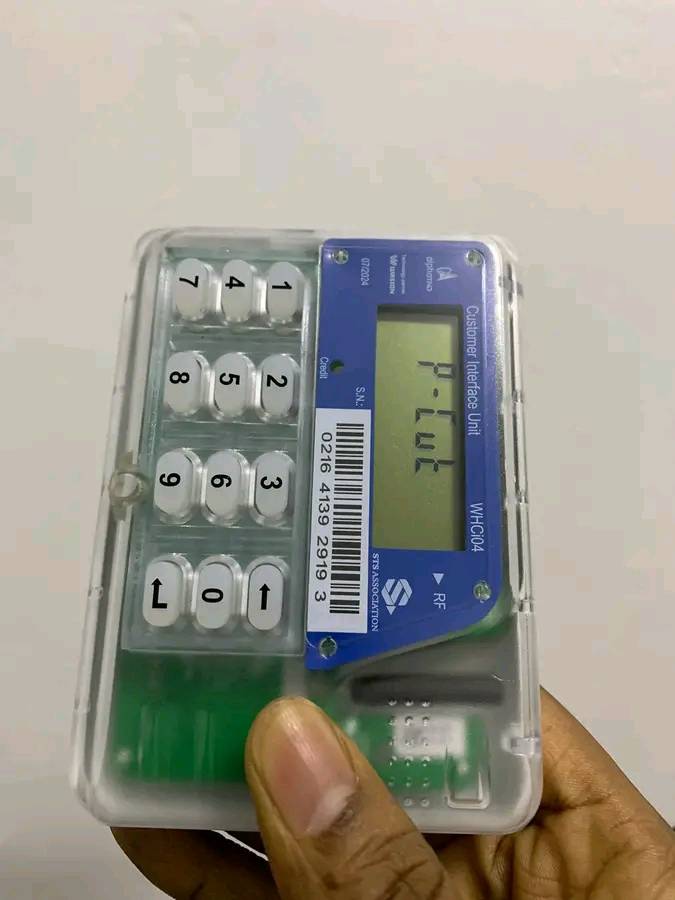 alphamad
Customer Interface Unit
WHCi04
07/2024
P-Cut
RF
Credit
S.N.:
0216 4139 2919 3
STS ASSOCIATION
1 2 3 ←
4 5 6 0
7 8 9 ↵